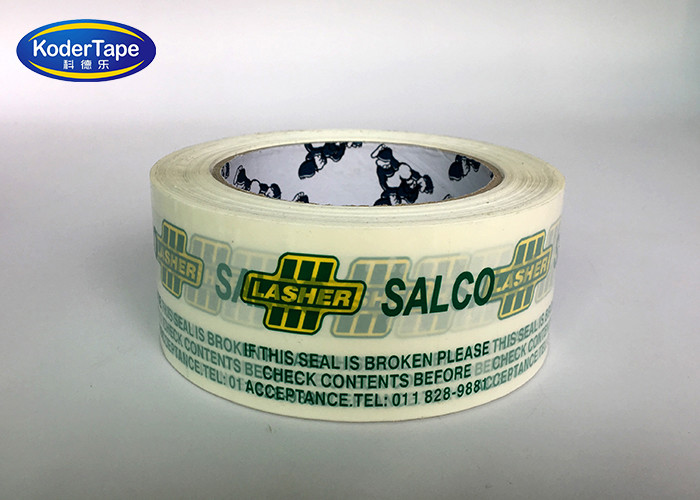 KoderTape
科德乐
LASHER SALCO LASHER
IF THIS SEAL IS BROKEN PLEASE
CHECK CONTENTS BEFORE
ACCEPTANCE.TEL: 011 828-9881